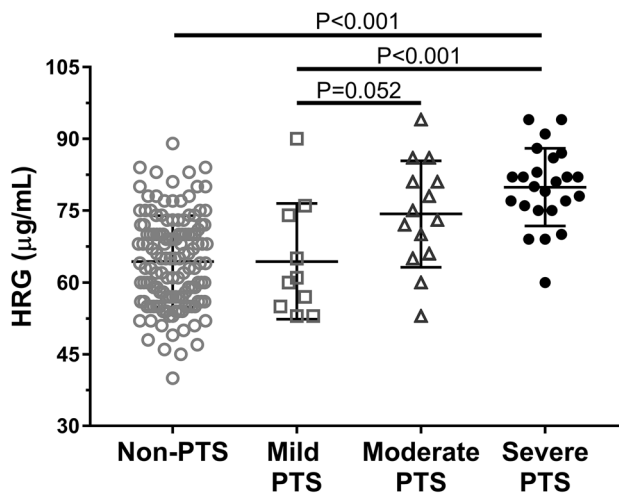 P<0.001
P<0.001
P=0.052
HRG (μg/mL)
105
90
75
60
45
30
Non-PTS
Mild
PTS
Moderate
PTS
Severe
PTS